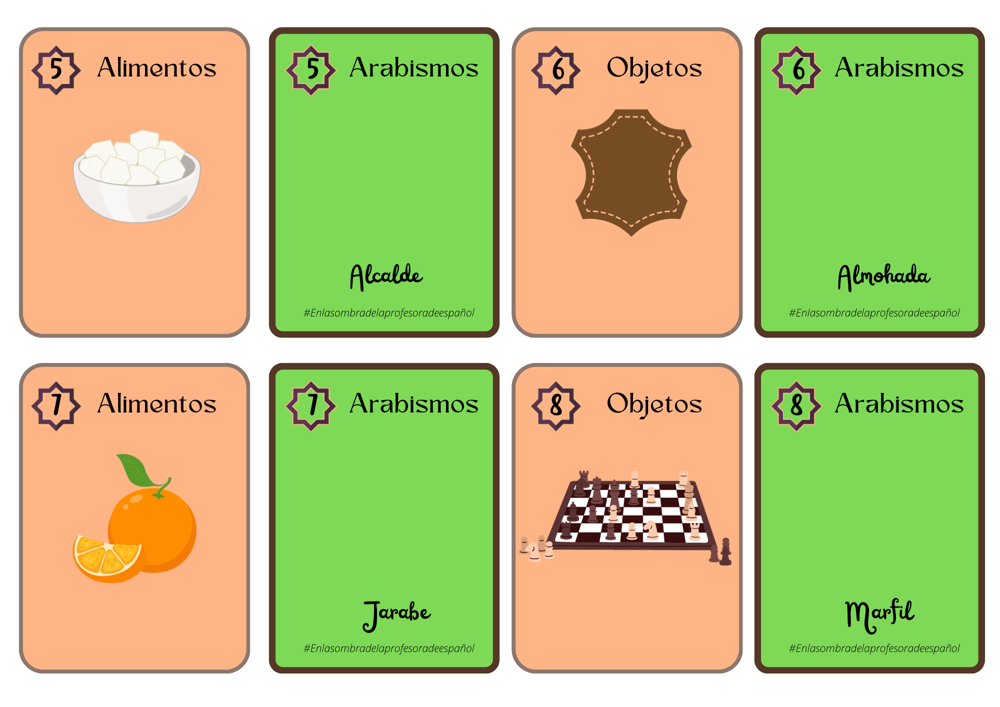 5 Alimentos
5 Arabismos
Alcalde
#Enlasombradelaprofesoradeespañol
6 Objetos
6 Arabismos
Almohada
#Enlasombradelaprofesoradeespañol
7 Alimentos
7 Arabismos
Jarabe
#Enlasombradelaprofesoradeespañol
8 Objetos
8 Arabismos
Marfil
#Enlasombradelaprofesoradeespañol